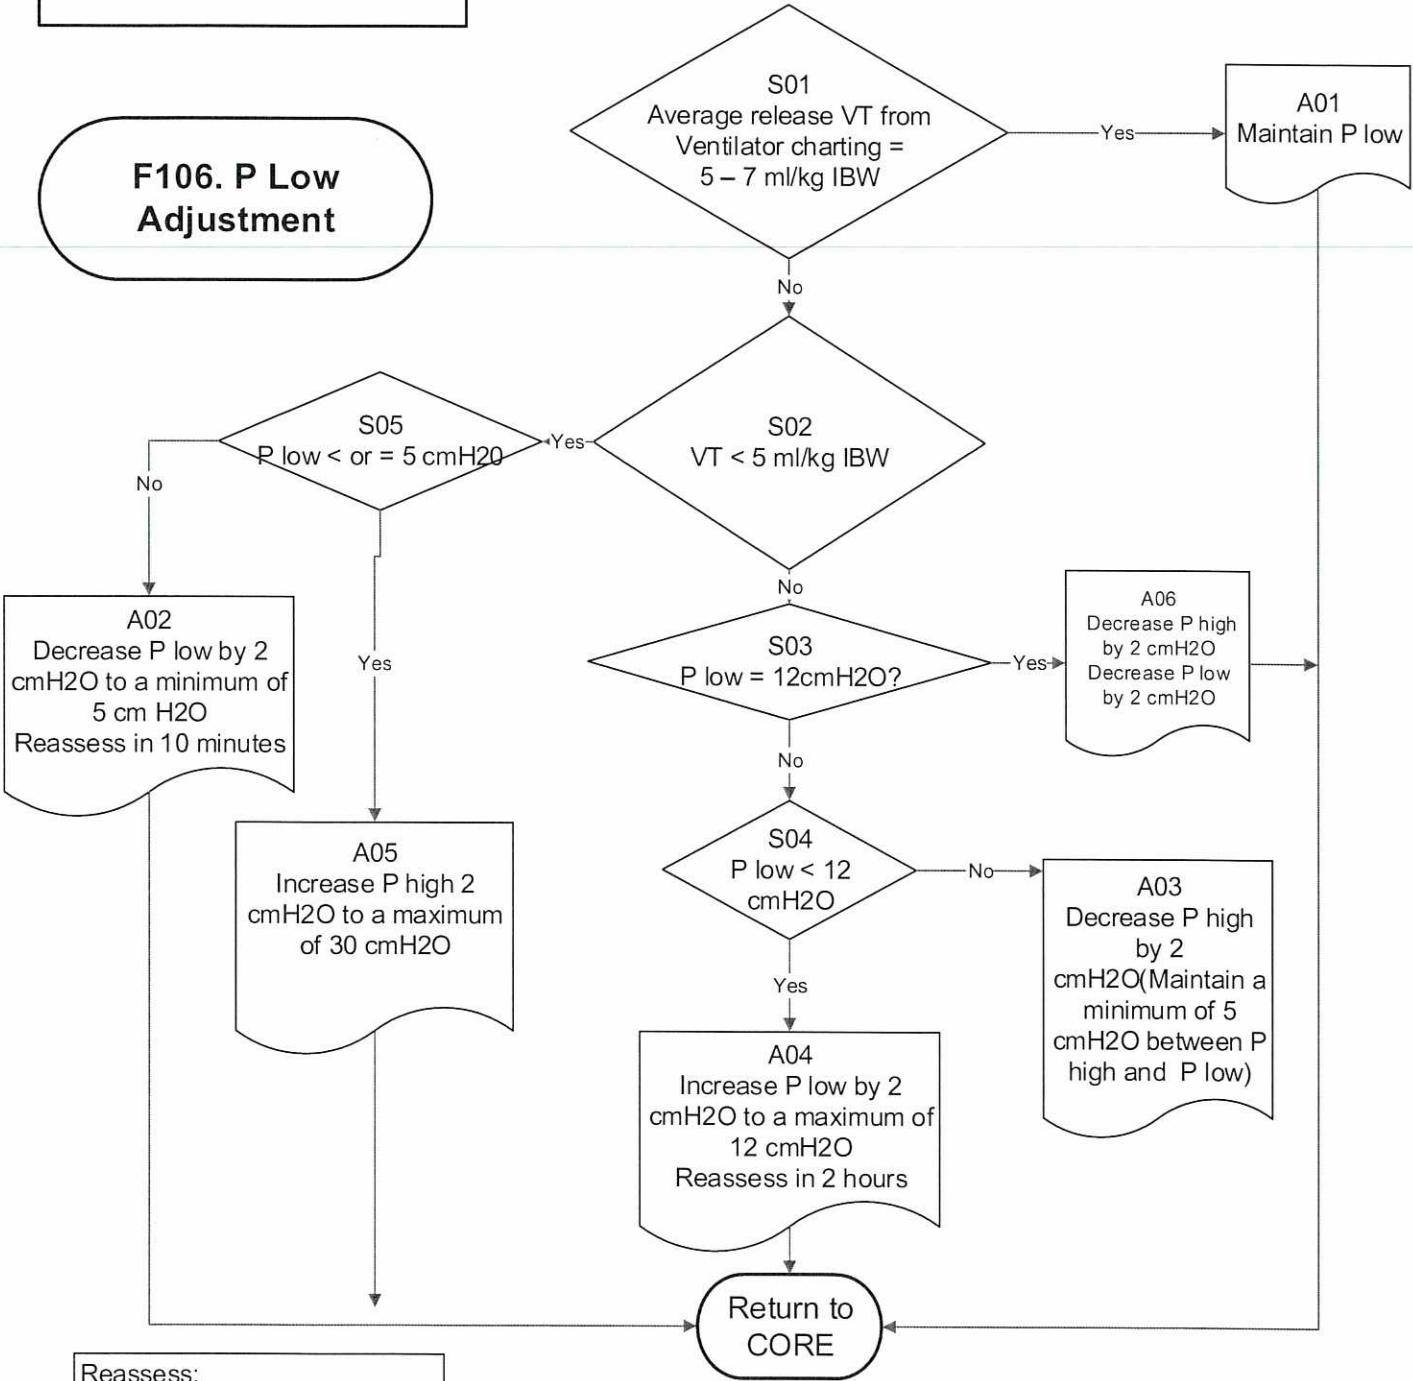 F106. P Low
Adjustment
S01
Average release VT from
Ventilator charting =
5 – 7 ml/kg IBW
Yes
A01
Maintain P low
No
S02
VT < 5 ml/kg IBW
Yes
S05
P low < or = 5 cmH20
No
A02
Decrease P low by 2
cmH2O to a minimum of
5 cm H2O
Reassess in 10 minutes
Yes
A05
Increase P high 2
cmH2O to a maximum
of 30 cmH2O
No
S03
P low = 12cmH2O?
Yes
A06
Decrease P high
by 2 cmH2O
Decrease P low
by 2 cmH2O
No
S04
P low < 12
cmH2O
No
A03
Decrease P high
by 2
cmH2O(Maintain a
minimum of 5
cmH2O between P
high and P low)
Yes
A04
Increase P low by 2
cmH2O to a maximum of
12 cmH2O
Reassess in 2 hours
Return to
CORE
Reassess: